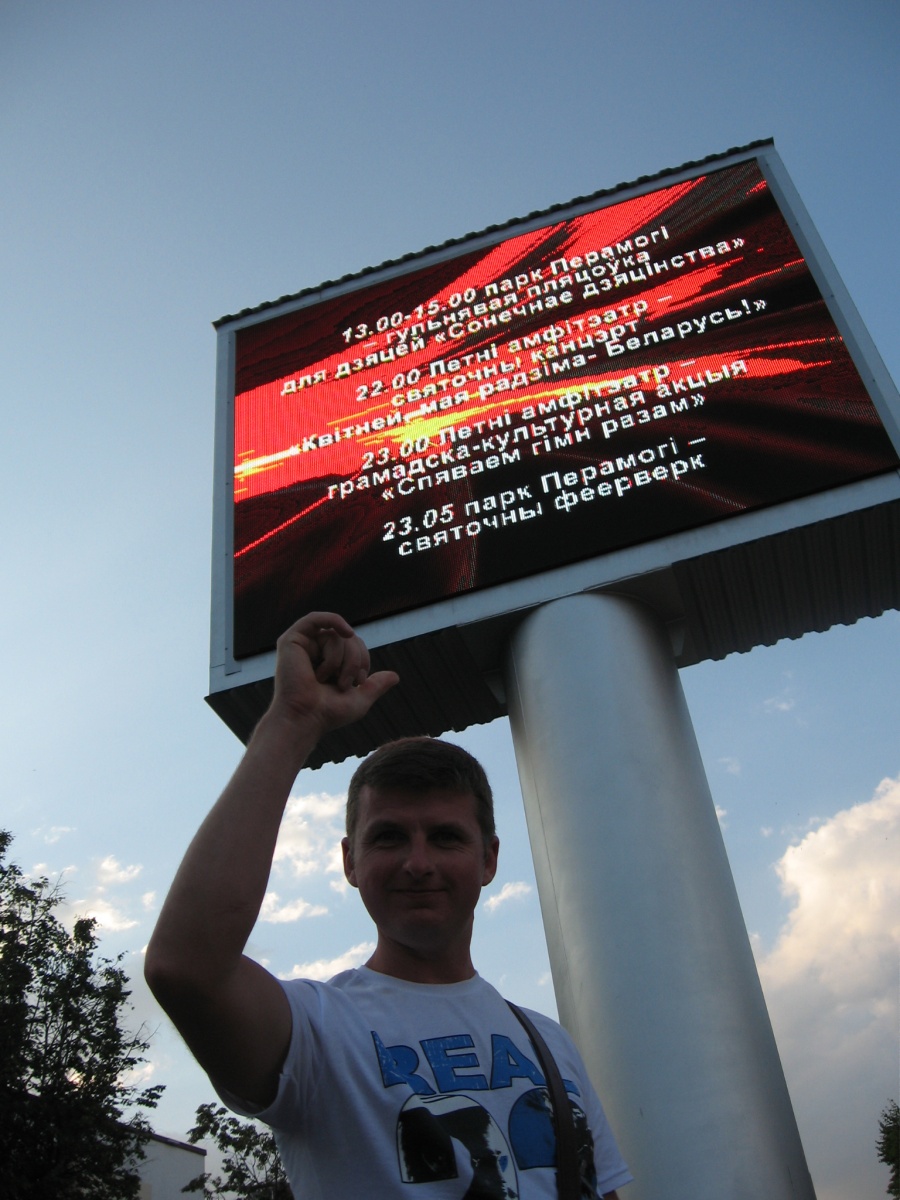 13.00-15.00 парк Перамогі
– гульнявая пляцоўка
для дзяцей «Сонечнае дзяцінства»
22.00 Летні амфітэатр –
святочны канцэрт
«Квітней, мая радзіма- Беларусь!»
23.00 Летні амфітэатр –
грамадска-культурная акцыя
«Спяваем гімн разам»
23.05 парк Перамогі –
святочны феерверк
REAL